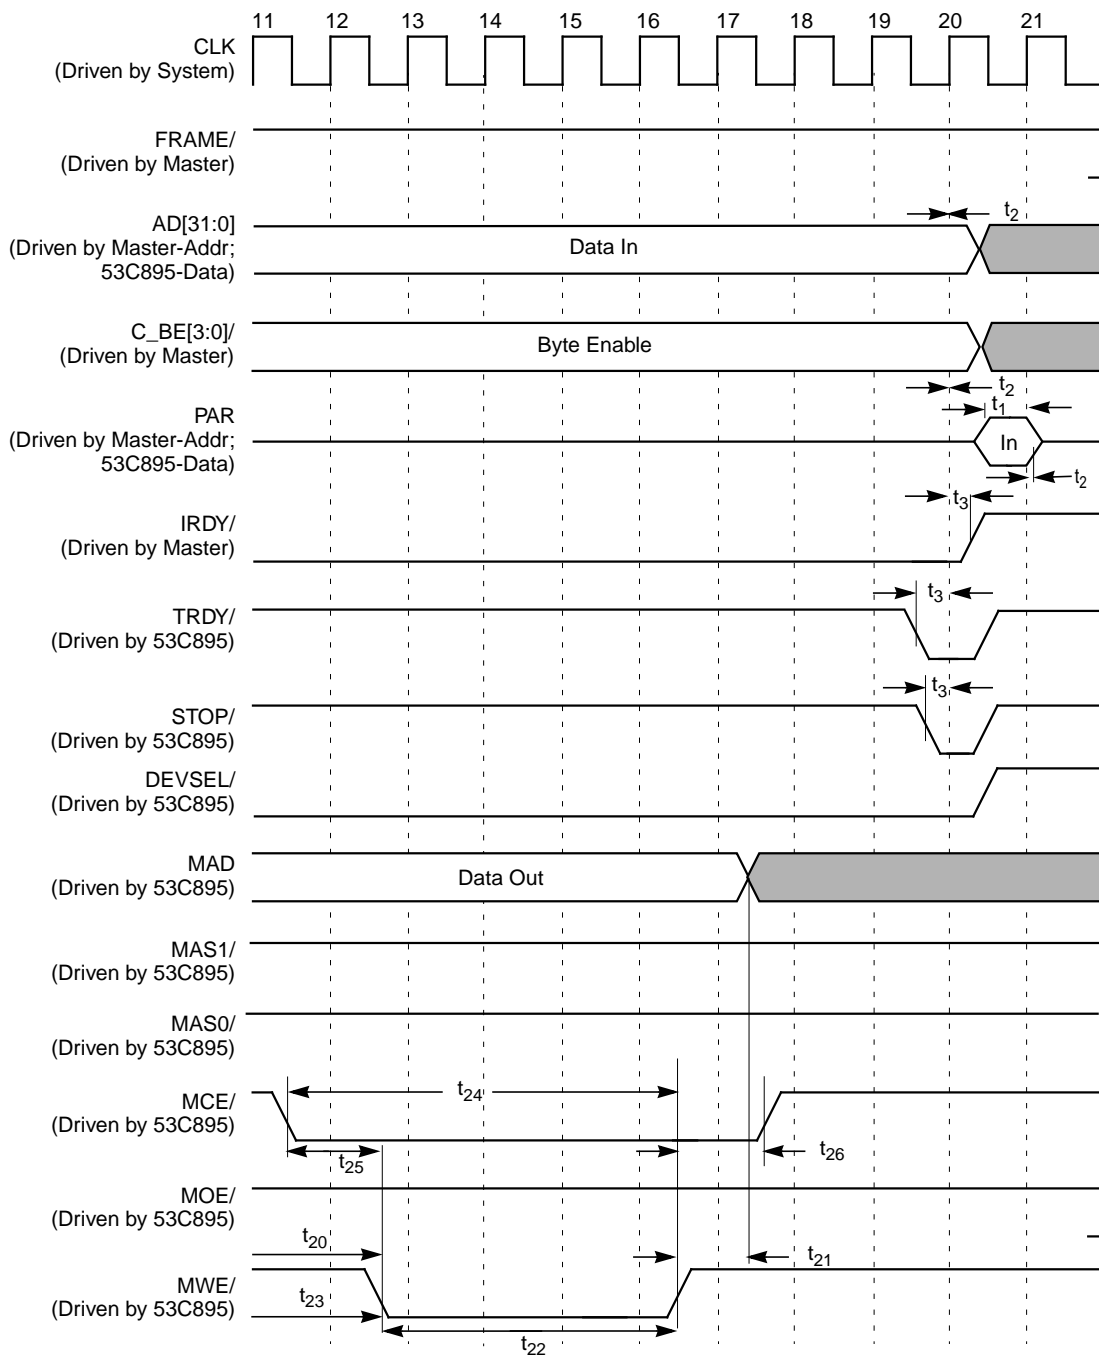 11 12 13 14 15 16 17 18 19 20 21
CLK
(Driven by System)
FRAME/
(Driven by Master)
AD[31:0]
(Driven by Master-Addr;
53C895-Data)
t2
Data In
C_BE[3:0]/
(Driven by Master)
Byte Enable
t2
PAR
(Driven by Master-Addr;
53C895-Data)
t1
In
t2
IRDY/
(Driven by Master)
t3
TRDY/
(Driven by 53C895)
t3
STOP/
(Driven by 53C895)
t3
DEVSEL/
(Driven by 53C895)
MAD
(Driven by 53C895)
Data Out
MAS1/
(Driven by 53C895)
MAS0/
(Driven by 53C895)
MCE/
(Driven by 53C895)
t24
t25
t26
MOE/
(Driven by 53C895)
t20
t21
MWE/
(Driven by 53C895)
t23
t22